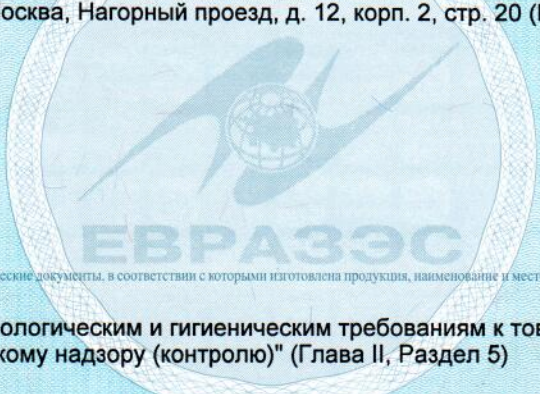 осква, Нагорный проезд, д. 12, корп. 2, стр. 20 (
ЕВРАЗЭС
еские документы, в соответствии с которыми изготовлена продукция, наименование и мест
ологическим и гигиеническим требованиям к тов
кому надзору (контролю)" (Глава II, Раздел 5)